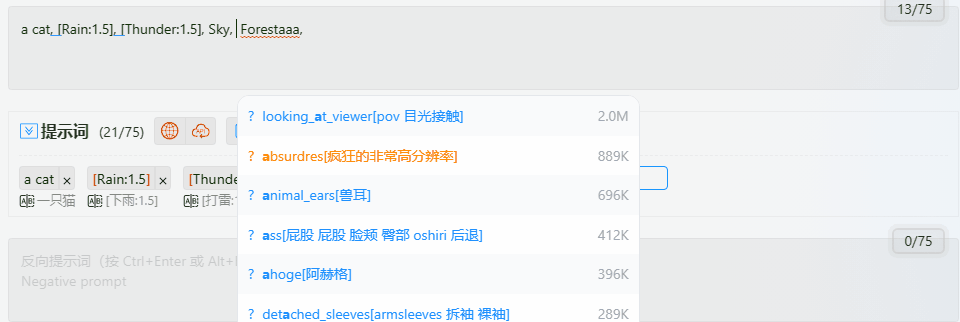 13/75
a cat, [Rain:1.5], [Thunder:1.5], Sky, Forestaaa,
提示词 (21/75)
API
a cat × [Rain:1.5] × [Thunde
一只猫 [下雨:1.5] [打雷:1.
? looking_at_viewer[pov 目光接触] 2.0M
? absurdres[疯狂的非常高分辨率] 889K
? animal_ears[兽耳] 696K
? ass[屁股 屁股 脸颊 臀部 oshiri 后退] 412K
? ahoge[阿赫格] 396K
? detached_sleeves[armsleeves 拆袖 裸袖] 289K
0/75
反向提示词（按 Ctrl+Enter 或 Alt+
Negative prompt